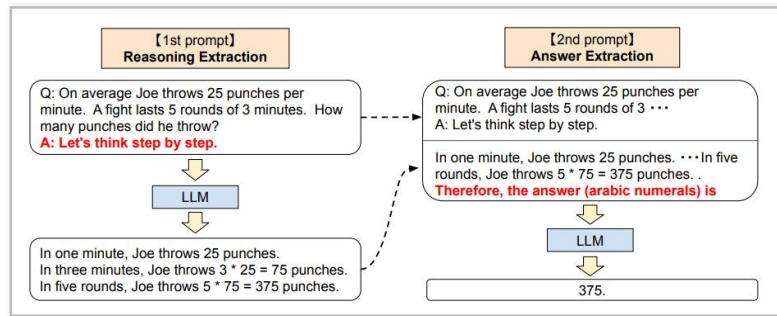 【1st prompt】
Reasoning Extraction
Q: On average Joe throws 25 punches per
minute. A fight lasts 5 rounds of 3 minutes. How
many punches did he throw?
A: Let's think step by step.
LLM
In one minute, Joe throws 25 punches.
In three minutes, Joe throws 3 * 25 = 75 punches.
In five rounds, Joe throws 5 * 75 = 375 punches.
【2nd prompt】
Answer Extraction
Q: On average Joe throws 25 punches per
minute. A fight lasts 5 rounds of 3 ･･･
A: Let's think step by step.
In one minute, Joe throws 25 punches. ･･･In five
rounds, Joe throws 5 * 75 = 375 punches. .
Therefore, the answer (arabic numerals) is
LLM
375.